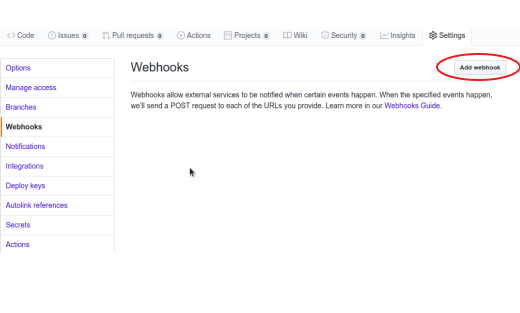 Code Issues 0 Pull requests 0 Actions Projects 0 Wiki Security 0 Insights Settings
Options
Manage access
Branches
Webhooks
Notifications
Integrations
Deploy keys
Autolink references
Secrets
Actions
Webhooks
Add webhook
Webhooks allow external services to be notified when certain events happen. When the specified events happen,
we'll send a POST request to each of the URLs you provide. Learn more in our Webhooks Guide.